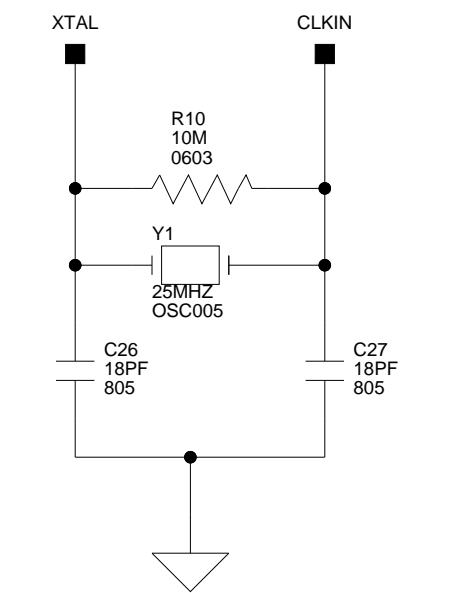 XTAL
CLKIN
R10
10M
0603
Y1
25MHZ
OSC005
C26
18PF
805
C27
18PF
805